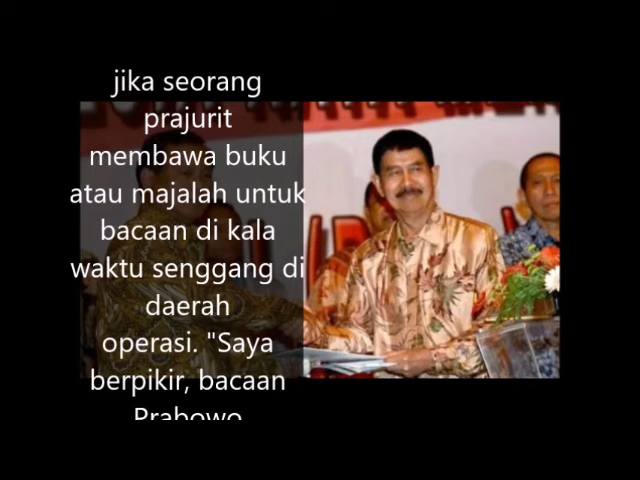 jika seorang
prajurit
membawa buku
atau majalah untuk
bacaan di kala
waktu senggang di
daerah
operasi. "Saya
berpikir, bacaan
Prabowo